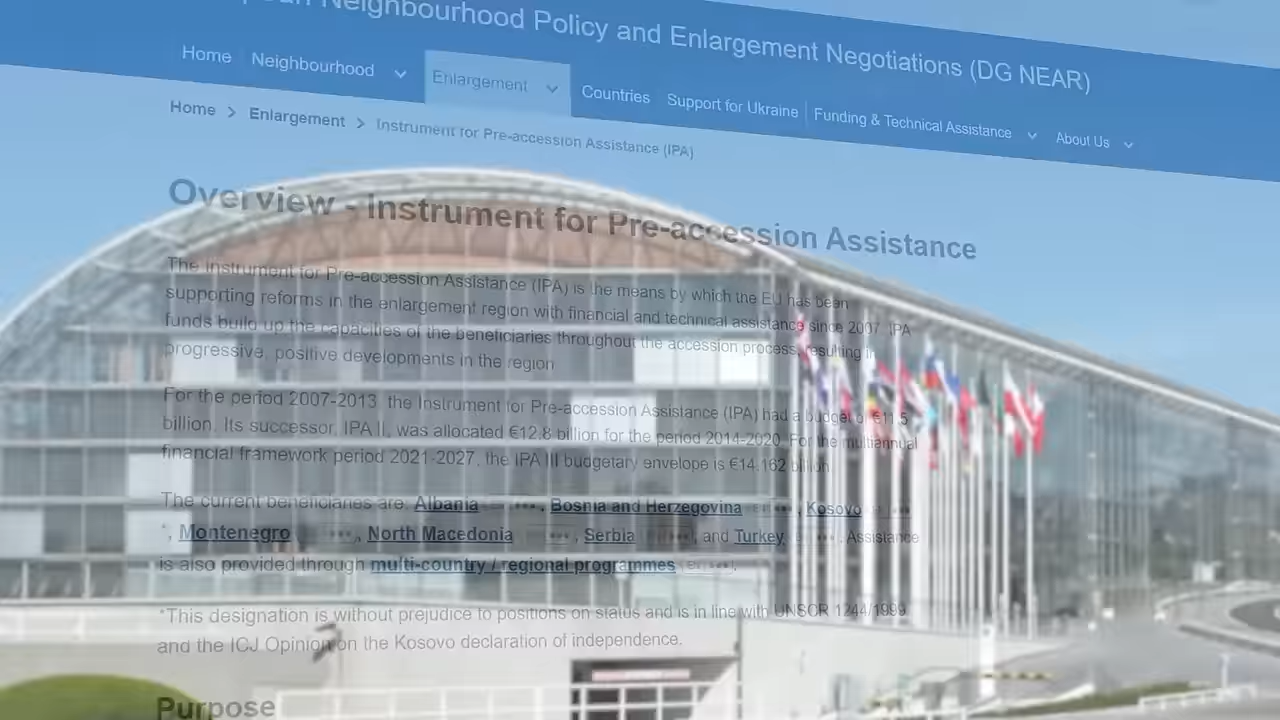 Neighbourhood Policy and Enlargement Negotiations (DG NEAR)
Home Neighbourhood Enlargement Countries Support for Ukraine Funding & Technical Assistance About Us
Home > Enlargement > Instrument for Pre-accession Assistance (IPA)
Overview - Instrument for Pre-accession Assistance
The Instrument for Pre-accession Assistance (IPA) is the means by which the EU has been
supporting reforms in the enlargement region with financial and technical assistance since 2007. IPA
funds build up the capacities of the beneficiaries throughout the accession process, resulting in
progressive, positive developments in the region.
For the period 2007-2013, the Instrument for Pre-accession Assistance (IPA) had a budget of €11.5
billion. Its successor, IPA II, was allocated €12.8 billion for the period 2014-2020. For the multiannual
financial framework period 2021-2027, the IPA III budgetary envelope is €14.162 billion.
The current beneficiaries are: Albania ••• , Bosnia and Herzegovina ••• , Kosovo •••
*, Montenegro ••• , North Macedonia ••• , Serbia ••• , and Turkey ••• . Assistance
is also provided through multi-country / regional programmes ••• .
*This designation is without prejudice to positions on status and is in line with UNSCR 1244/1999
and the ICJ Opinion on the Kosovo declaration of independence.
Purpose